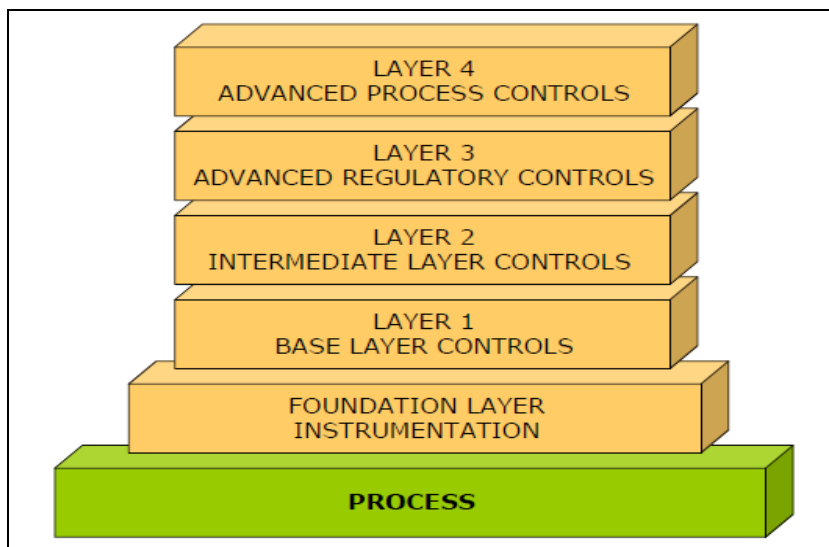 LAYER 4
ADVANCED PROCESS CONTROLS
LAYER 3
ADVANCED REGULATORY CONTROLS
LAYER 2
INTERMEDIATE LAYER CONTROLS
LAYER 1
BASE LAYER CONTROLS
FOUNDATION LAYER
INSTRUMENTATION
PROCESS